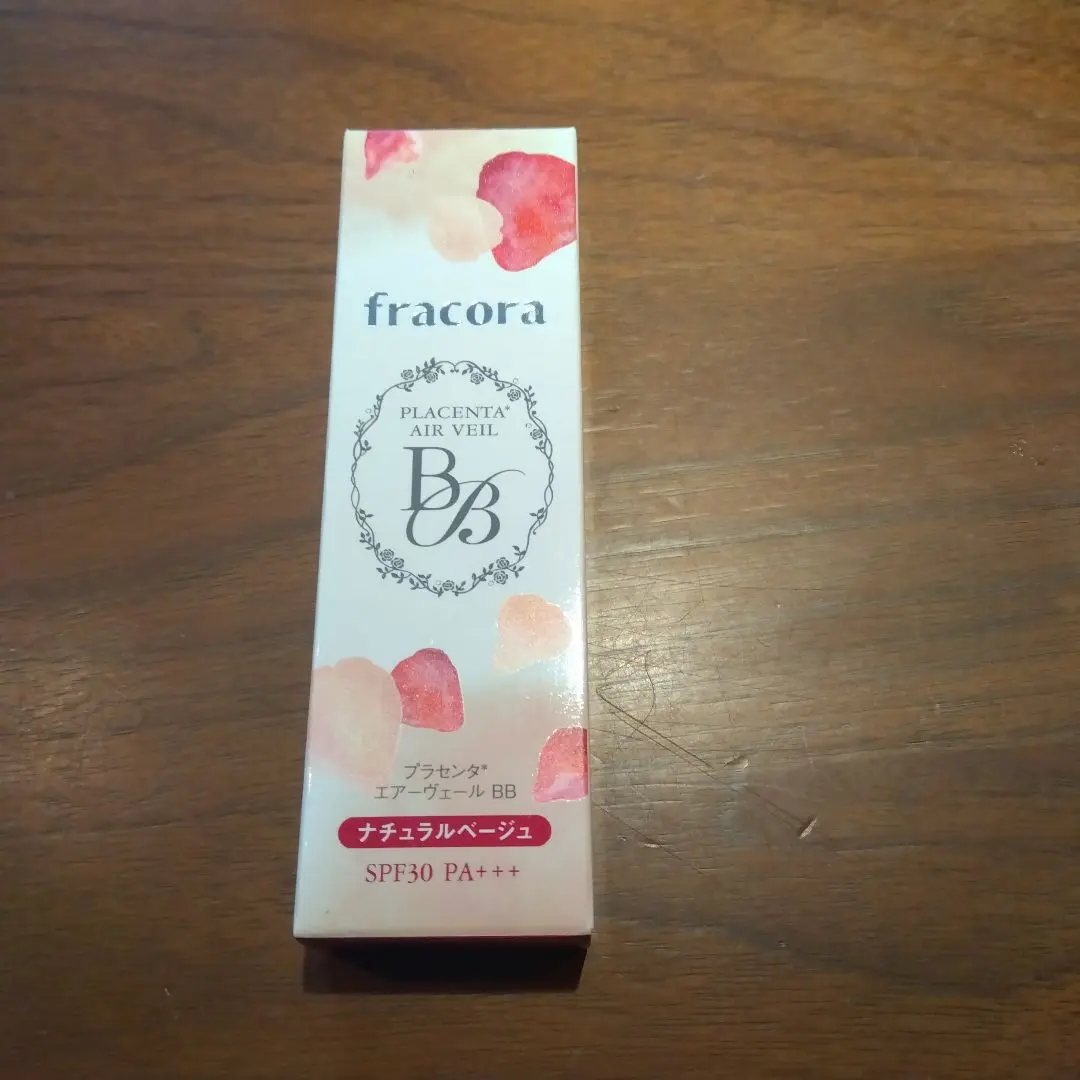 fracora
PLACENTA*
AIR VEIL
BB
プラセンタ*
エアーヴェール BB
ナチュラルベージュ
SPF30 PA+++